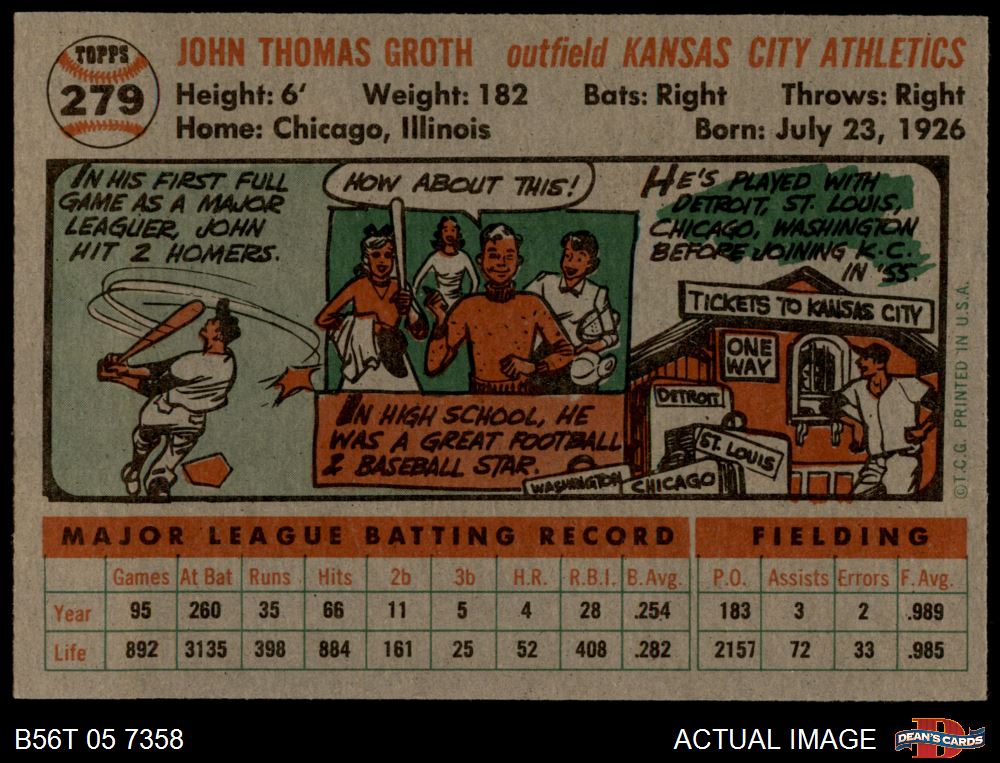 TOPPS
279
JOHN THOMAS GROTH outfield KANSAS CITY ATHLETICS
Height: 6' Weight: 182 Bats: Right Throws: Right
Home: Chicago, Illinois Born: July 23, 1926
IN HIS FIRST FULL
GAME AS A MAJOR
LEAGUER, JOHN
HIT 2 HOMERS.
HOW ABOUT THIS!
IN HIGH SCHOOL, HE
WAS A GREAT FOOTBALL
& BASEBALL STAR.
HE'S PLAYED WITH
DETROIT, ST. LOUIS,
CHICAGO, WASHINGTON
BEFORE JOINING K.C.
IN '55.
TICKETS TO KANSAS CITY
ONE
WAY
DETROIT
ST. LOUIS
WASHINGTON
CHICAGO
© T.C.G. PRINTED IN U.S.A.
MAJOR LEAGUE BATTING RECORD FIELDING
Games At Bat Runs Hits 2b 3b H.R. R.B.I. B.Avg. P.O. Assists Errors F.Avg.
Year 95 260 35 66 11 5 4 28 .254 183 3 2 .989
Life 892 3135 398 884 161 25 52 408 .282 2157 72 33 .985
B56T 05 7358 ACTUAL IMAGE DEAN'S CARDS